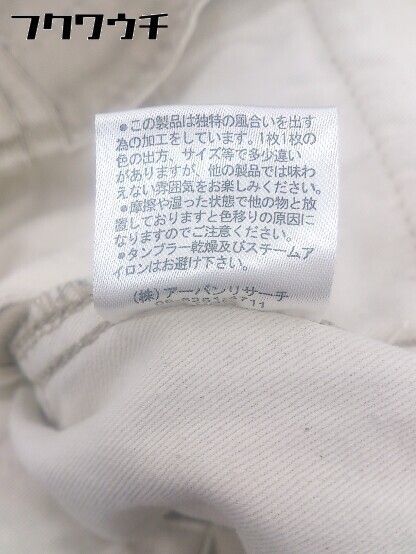 フクワウチ
●この製品は独特の風合いを出す
為の加工をしています。1枚1枚の
色の出方、サイズ等で多少違い
がありますが、他の製品では味わ
えない雰囲気をお楽しみください。
●摩擦や湿った状態で他の物と放
置しておりますと色移りの原因に
なりますのでご注意ください。
●タンブラー乾燥及びスチームア
イロンはお避け下さい。
(株)アーバンリサーチ